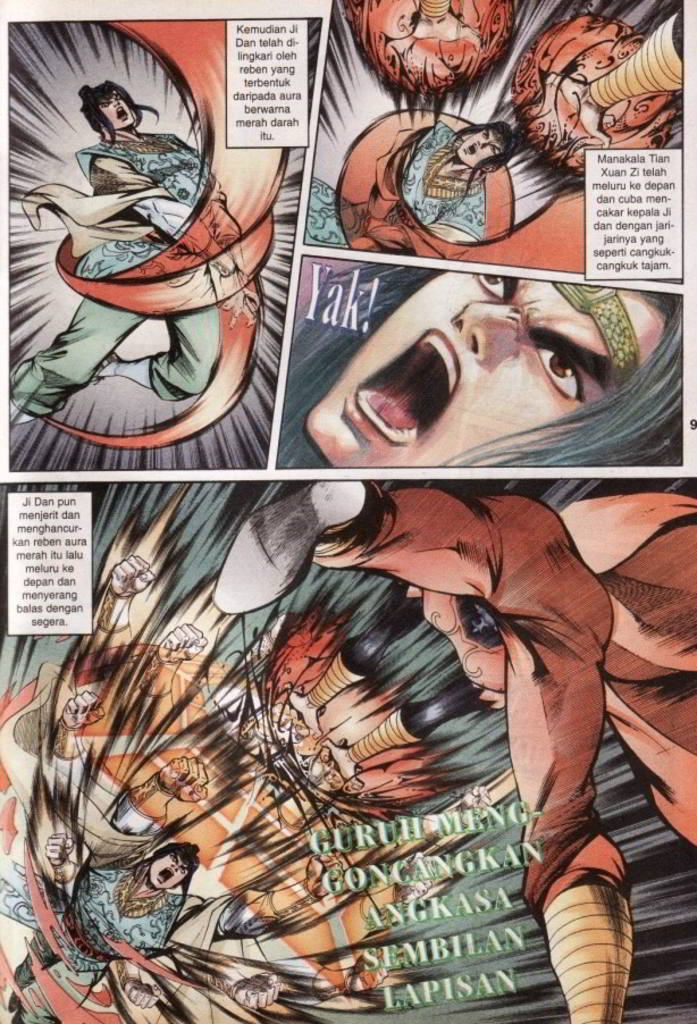 Kemudian Ji
Dan telah di-
lingkari oleh
reben yang
terbentuk
daripada aura
berwarna
merah darah
itu.
Manakala Tian
Xuan Zi telah
meluru ke depan
dan cuba men-
cakar kepala Ji
dan dengan jari-
jarinya yang
seperti cangkuk-
cangkuk tajam.
Yak!
9
Ji Dan pun
menjerit dan
menghancur-
kan reben aura
merah itu lalu
meluru ke
depan dan
menyerang
balas dengan
segera.
GURUH MENG-
GONCANGKAN
ANGKASA
SEMBILAN
LAPISAN